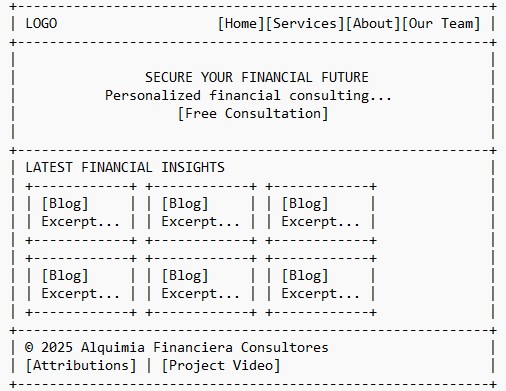 LOGO [Home][Services][About][Our Team]
SECURE YOUR FINANCIAL FUTURE
Personalized financial consulting...
[Free Consultation]
LATEST FINANCIAL INSIGHTS
[Blog] [Blog] [Blog]
Excerpt... Excerpt... Excerpt...
[Blog] [Blog] [Blog]
Excerpt... Excerpt... Excerpt...
© 2025 Alquimia Financiera Consultores
[Attributions] | [Project Video]